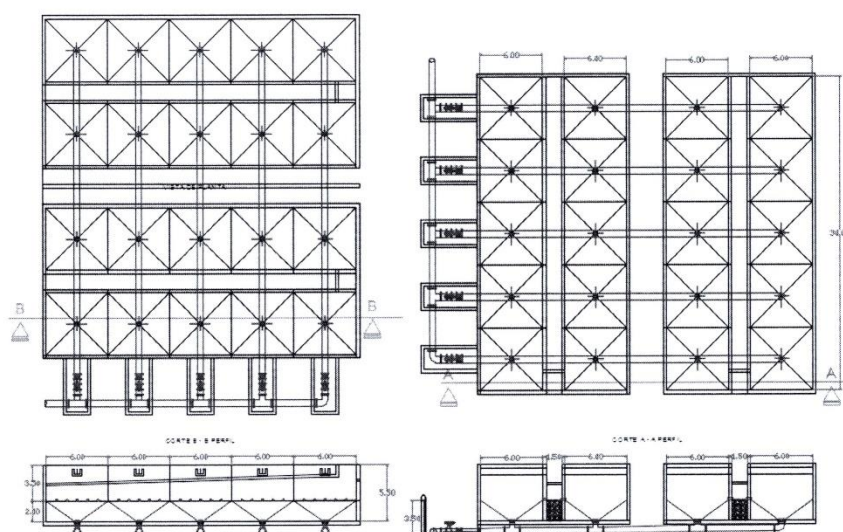 6.00 6.00 6.00 6.00
VISTA DE PLANTA
B B
A A
CORTE B - B PERFIL
6.00 6.00 6.00 6.00 6.00
3.50
2.00
5.50
CORTE A - A PERFIL
6.00 1.50 6.00 6.00 1.50 6.00
3.50